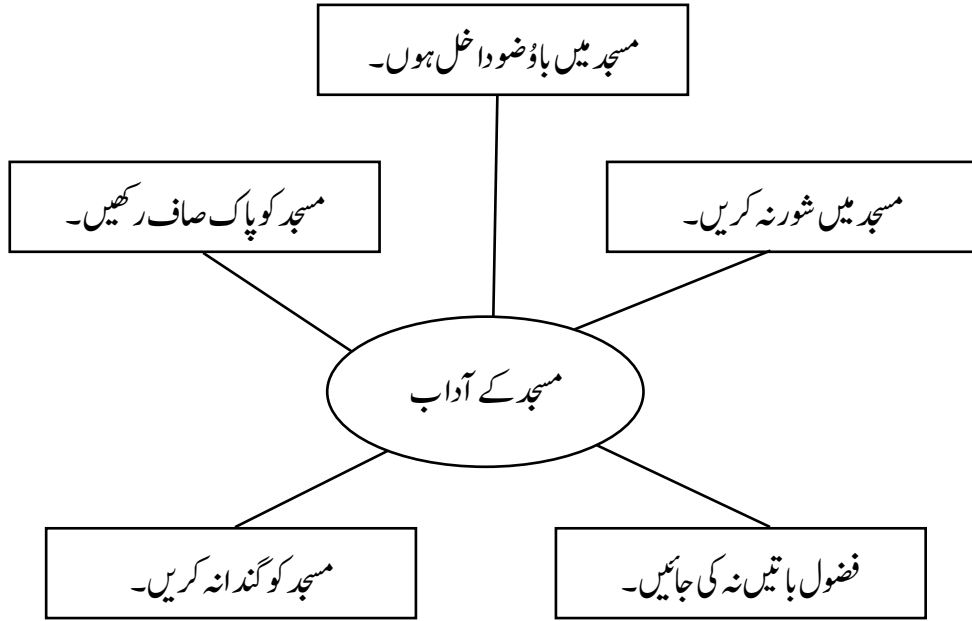 مسجد میں باوُضو داخل ہوں۔
مسجد میں شور نہ کریں۔
مسجد کو پاک صاف رکھیں۔
مسجد کے آداب
فضول باتیں نہ کی جائیں۔
مسجد کو گندا نہ کریں۔